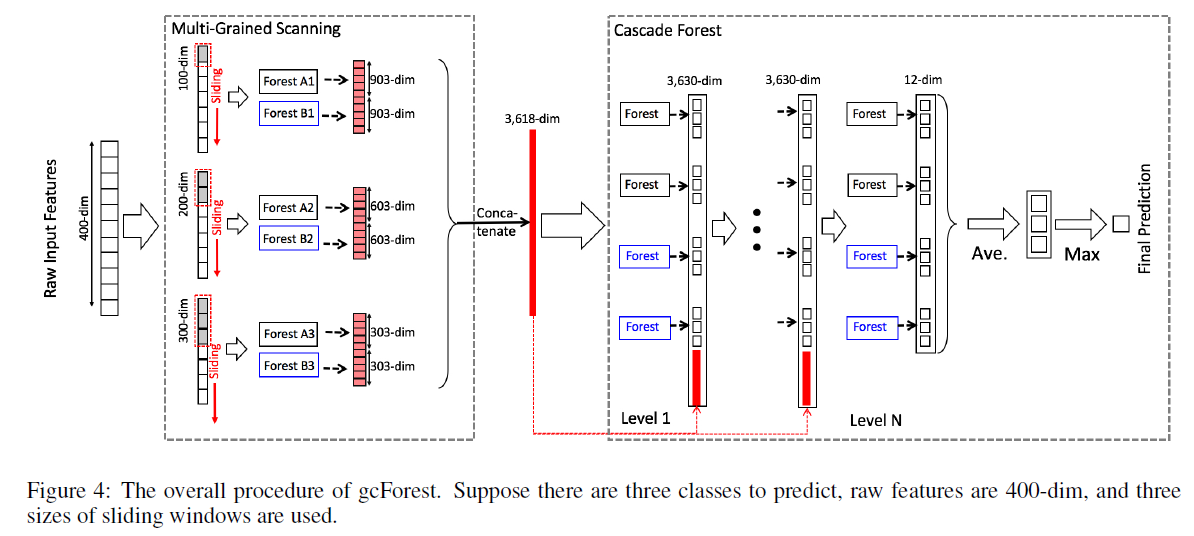 Multi-Grained Scanning
Cascade Forest
Raw Input Features
400-dim
100-dim
Sliding
Forest A1
Forest B1
903-dim
903-dim
200-dim
Sliding
Forest A2
Forest B2
603-dim
603-dim
300-dim
Sliding
Forest A3
Forest B3
303-dim
303-dim
Conca-
tenate
3,618-dim
3,630-dim
Forest
Forest
Forest
Forest
Level 1
3,630-dim
12-dim
Forest
Forest
Forest
Forest
Level N
Ave.
Max
Final Prediction
Figure 4: The overall procedure of gcForest. Suppose there are three classes to predict, raw features are 400-dim, and three
sizes of sliding windows are used.